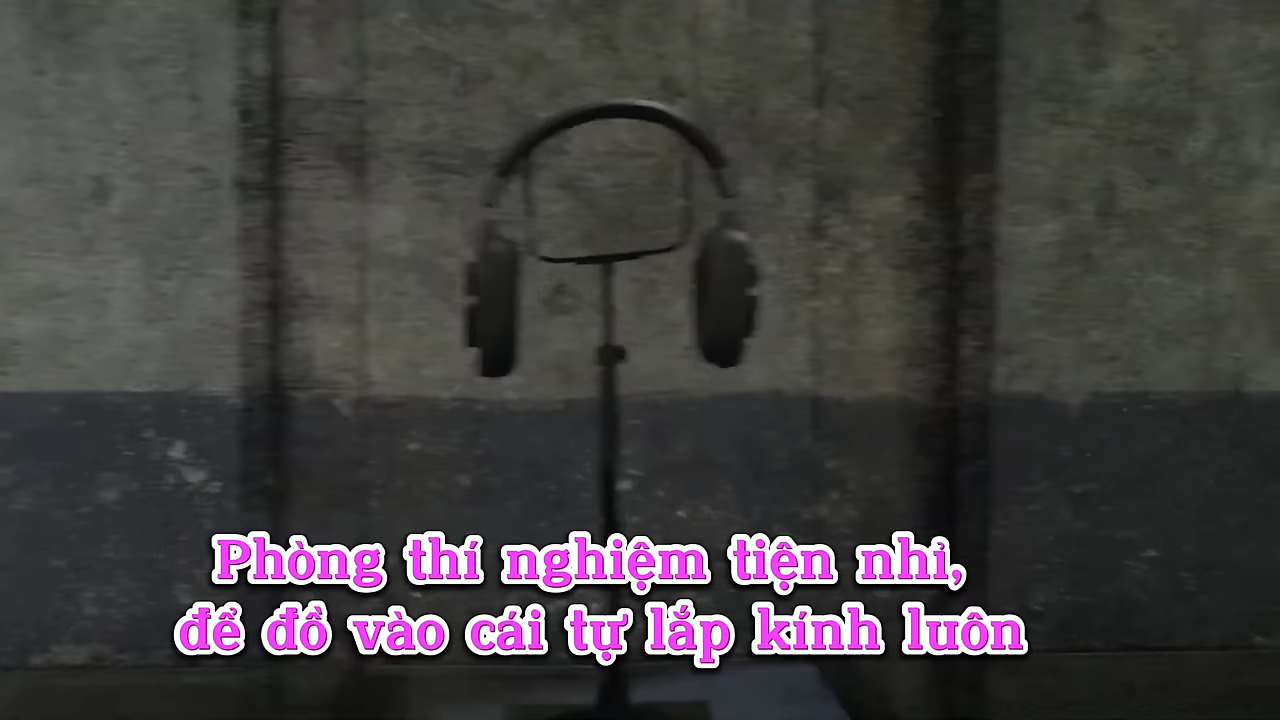 Phòng thí nghiệm tiện nhỉ,
để đồ vào cái tự lắp kính luôn